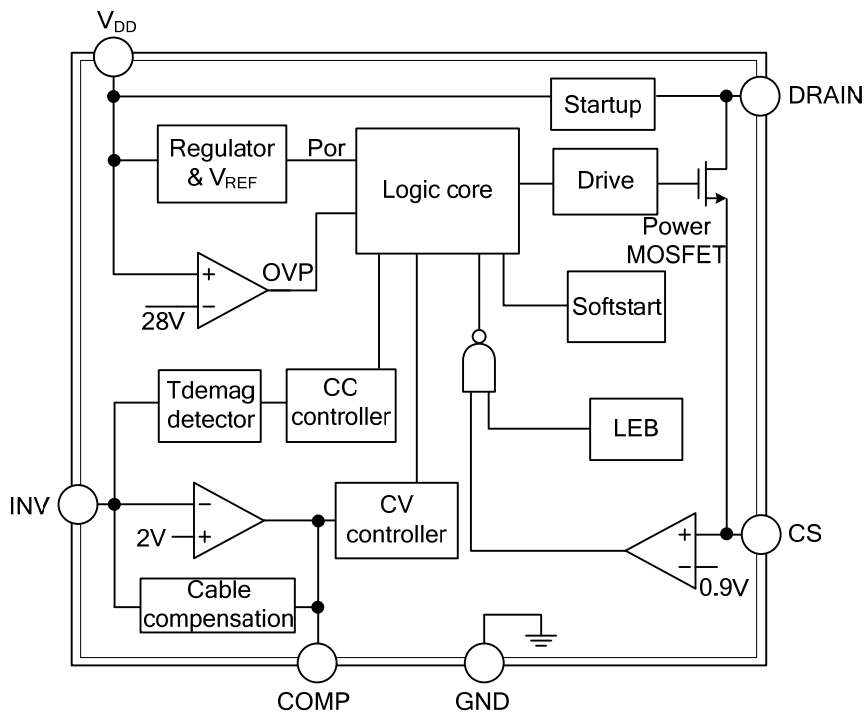 VDD
Startup
DRAIN
Regulator
& VREF
Por
Logic core
Drive
Power
MOSFET
+
OVP
−
28V
Softstart
Tdemag
detector
CC
controller
LEB
INV
−
2V
+
CV
controller
+
CS
−
0.9V
Cable
compensation
COMP
GND